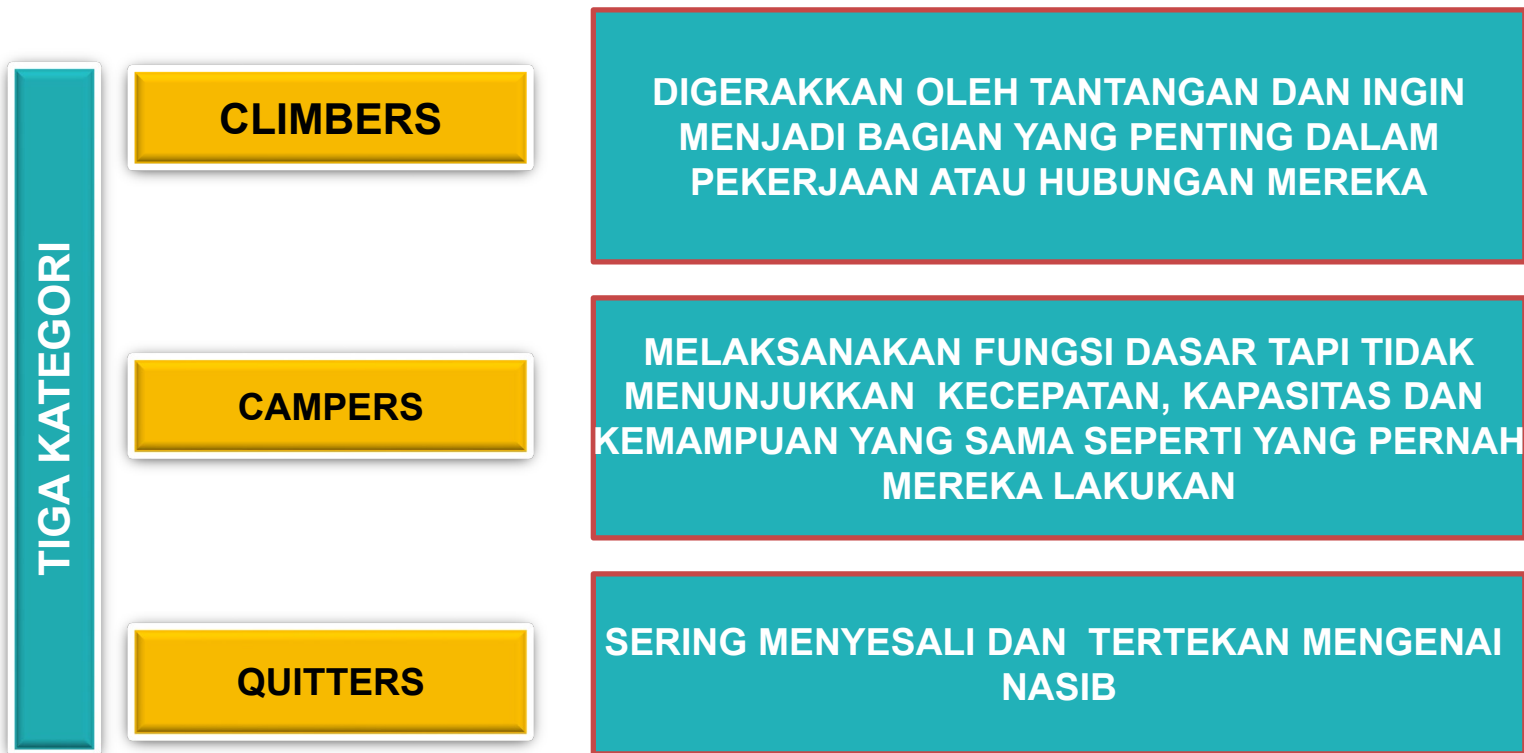 TIGA KATEGORI
CLIMBERS
DIGERAKKAN OLEH TANTANGAN DAN INGIN
MENJADI BAGIAN YANG PENTING DALAM
PEKERJAAN ATAU HUBUNGAN MEREKA
CAMPERS
MELAKSANAKAN FUNGSI DASAR TAPI TIDAK
MENUNJUKKAN KECEPATAN, KAPASITAS DAN
KEMAMPUAN YANG SAMA SEPERTI YANG PERNAH
MEREKA LAKUKAN
QUITTERS
SERING MENYESALI DAN TERTEKAN MENGENAI
NASIB